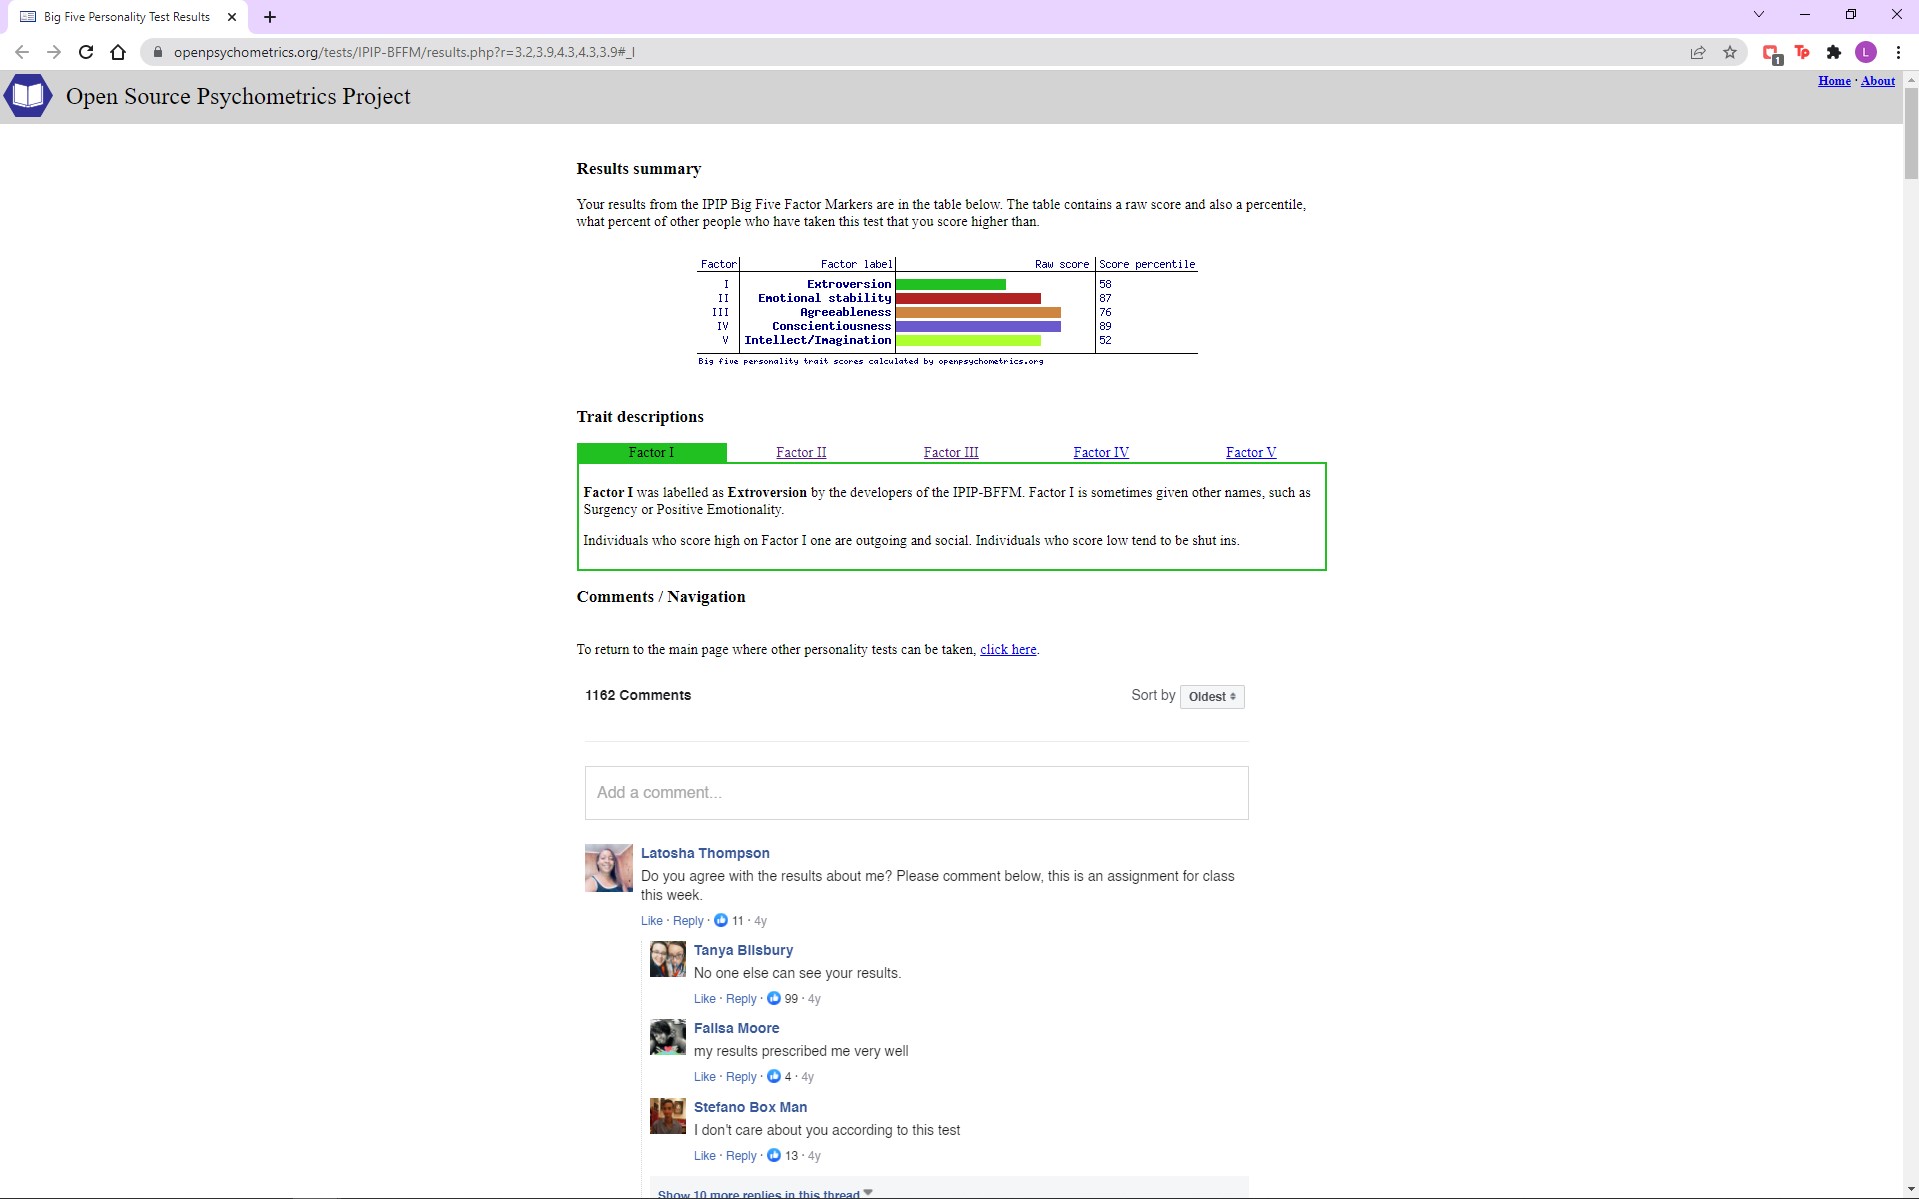 Big Five Personality Test Results
openpsychometrics.org/tests/IPIP-BFFM/results.php?r=3.2,3.9,4.3,4.3,3.9#_I
1
Tp
L
Open Source Psychometrics Project
Home · About
Results summary
Your results from the IPIP Big Five Factor Markers are in the table below. The table contains a raw score and also a percentile,
what percent of other people who have taken this test that you score higher than.
Factor Factor label Raw score Score percentile
I Extroversion 58
II Emotional stability 87
III Agreeableness 76
IV Conscientiousness 89
V Intellect/Imagination 52
Big five personality trait scores calculated by openpsychometrics.org
Trait descriptions
Factor I Factor II Factor III Factor IV Factor V
Factor I was labelled as Extroversion by the developers of the IPIP-BFFM. Factor I is sometimes given other names, such as
Surgency or Positive Emotionality.
Individuals who score high on Factor I one are outgoing and social. Individuals who score low tend to be shut ins.
Comments / Navigation
To return to the main page where other personality tests can be taken, click here.
1162 Comments Sort by Oldest
Add a comment...
Latosha Thompson
Do you agree with the results about me? Please comment below, this is an assignment for class
this week.
Like · Reply · 11 · 4y
Tanya Bilsbury
No one else can see your results.
Like · Reply · 99 · 4y
Falisa Moore
my results prescribed me very well
Like · Reply · 4 · 4y
Stefano Box Man
I don't care about you according to this test
Like · Reply · 13 · 4y
Show 10 more replies in this thread